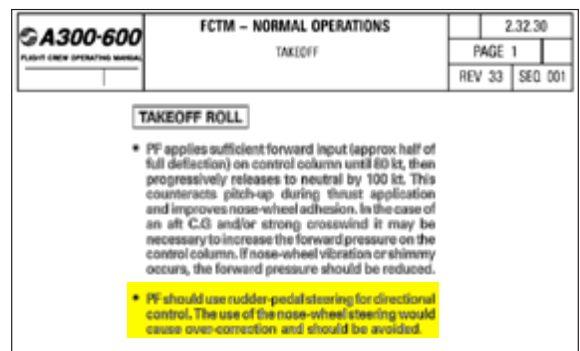 A300-600
FLIGHT CREW OPERATING MANUAL
FCTM – NORMAL OPERATIONS
TAKEOFF
2.32.30
PAGE 1
REV 33 SEQ 001
TAKEOFF ROLL
• PF applies sufficient forward input (approx half of
full deflection) on control column until 80 kt, then
progressively releases to neutral by 100 kt. This
counteracts pitch-up during thrust application
and improves nose-wheel adhesion. In the case of
an aft C.G and/or strong crosswind it may be
necessary to increase the forward pressure on the
control column. If nose-wheel vibration or shimmy
occurs, the forward pressure should be reduced.
• PF should use rudder-pedal steering for directional
control. The use of the nose-wheel steering would
cause over-correction and should be avoided.